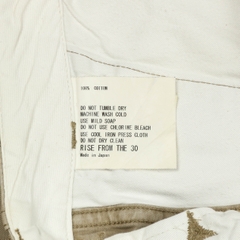 100% COTTON
DO NOT TUMBLE DRY
MACHINE WASH COLD
USE MILD SOAP
DO NOT USE CHLORINE BLEACH
USE COOL IRON PRESS CLOTH
DO NOT DRY CLEAN
RISE FROM THE 30
Made in Japan